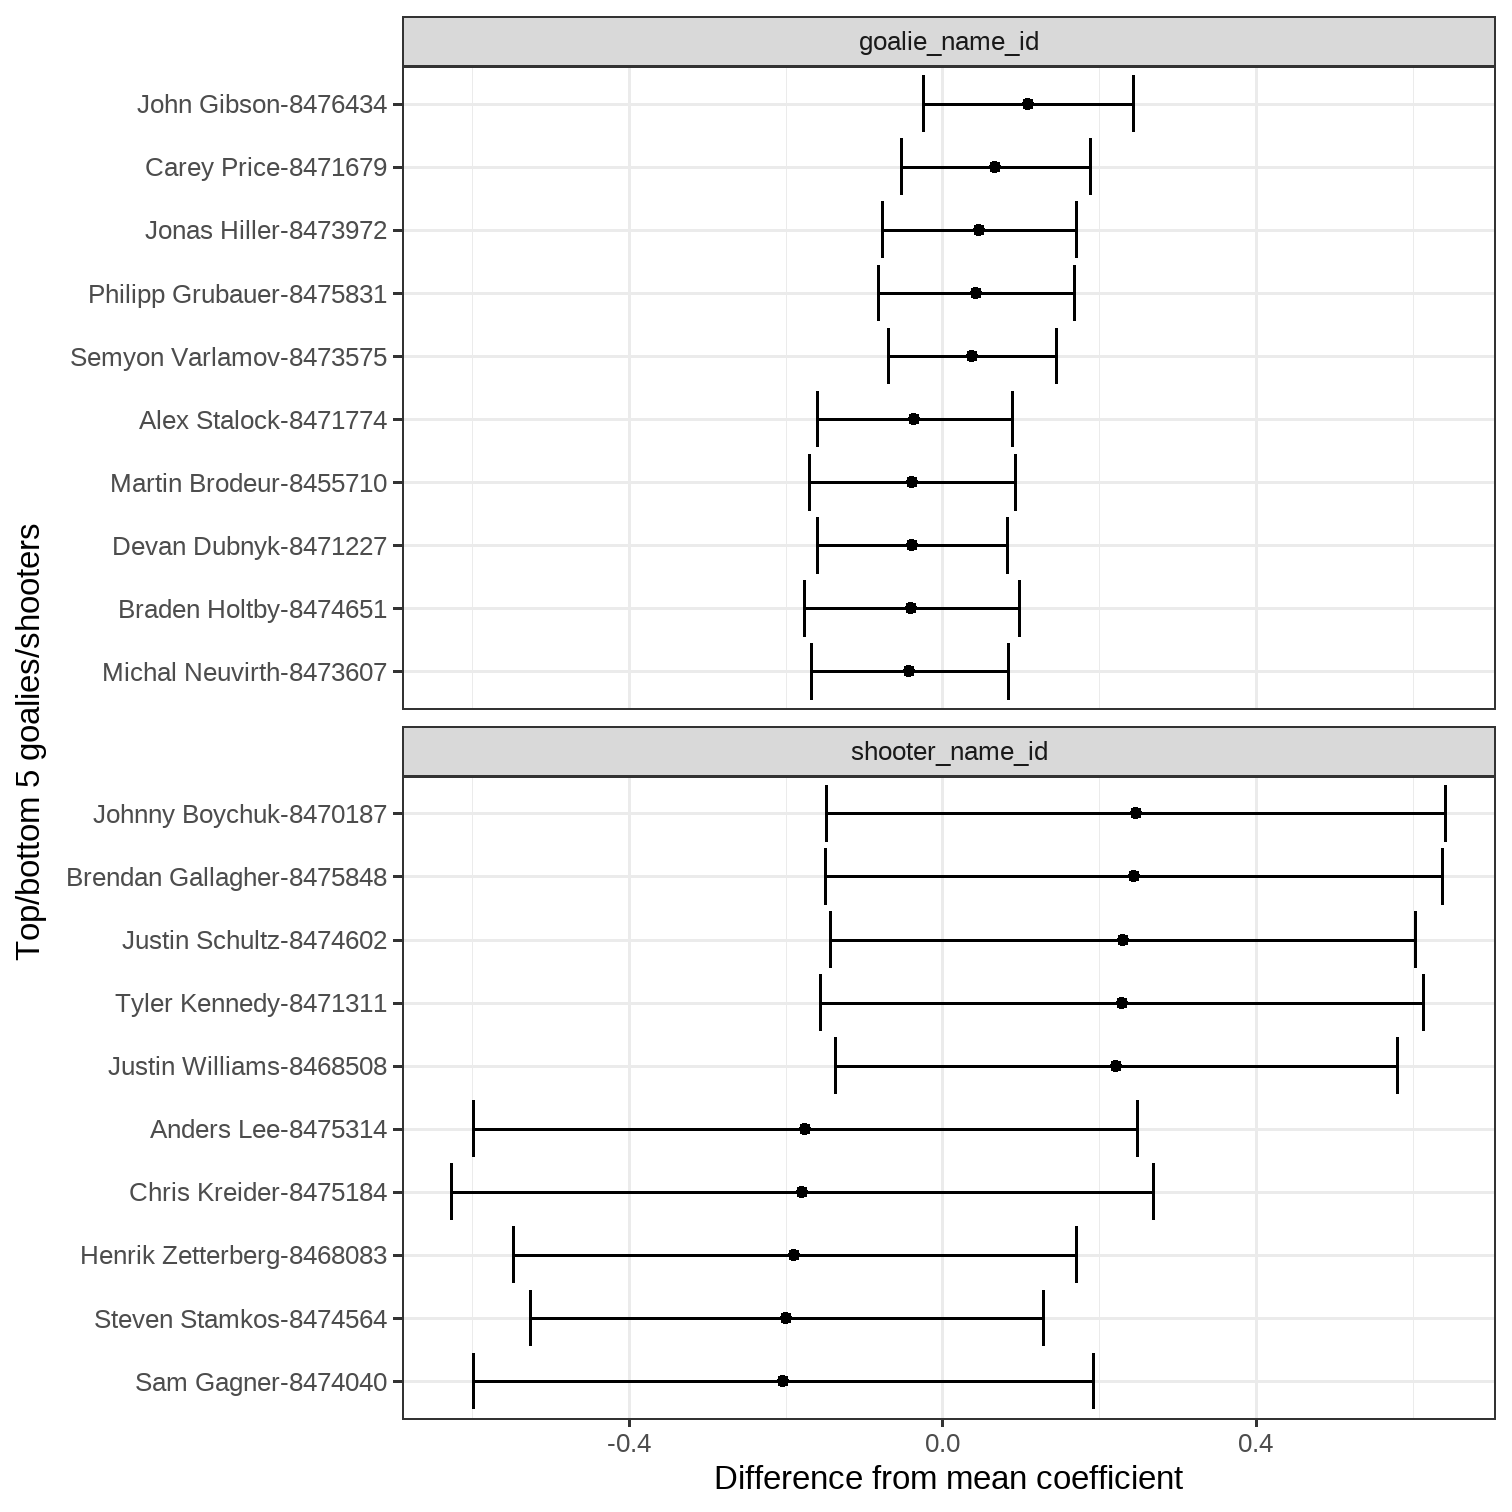 goalie_name_id
John Gibson-8476434
Carey Price-8471679
Jonas Hiller-8473972
Philipp Grubauer-8475831
Semyon Varlamov-8473575
Alex Stalock-8471774
Martin Brodeur-8455710
Devan Dubnyk-8471227
Braden Holtby-8474651
Michal Neuvirth-8473607
Top/bottom 5 goalies/shooters
shooter_name_id
Johnny Boychuk-8470187
Brendan Gallagher-8475848
Justin Schultz-8474602
Tyler Kennedy-8471311
Justin Williams-8468508
Anders Lee-8475314
Chris Kreider-8475184
Henrik Zetterberg-8468083
Steven Stamkos-8474564
Sam Gagner-8474040
-0.4 0.0 0.4
Difference from mean coefficient